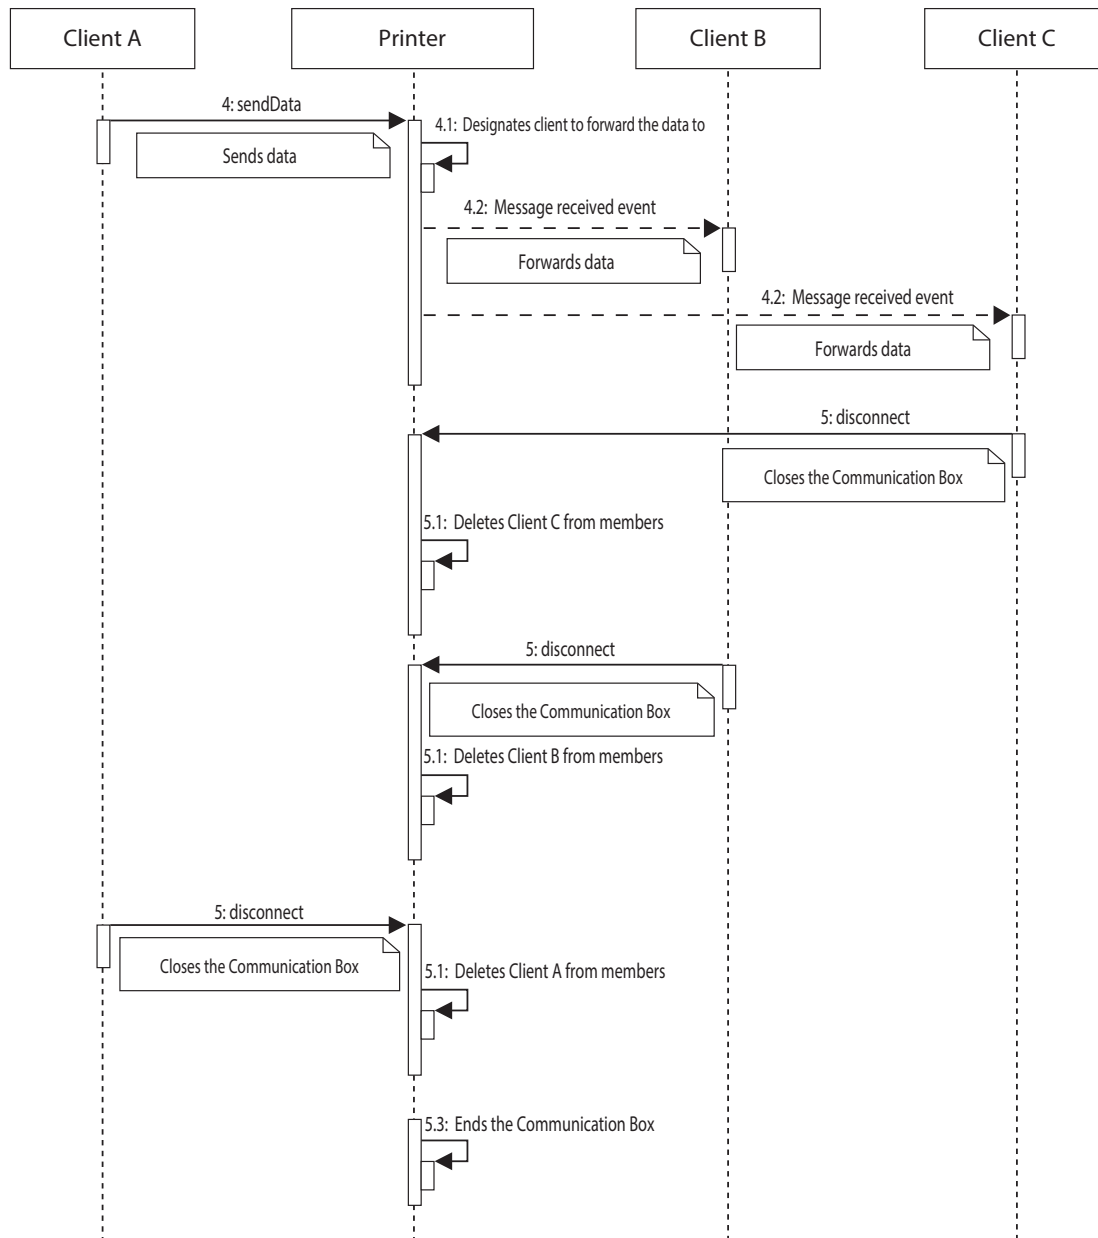 Client A
Printer
Client B
Client C
4: sendData
Sends data
4.1: Designates client to forward the data to
4.2: Message received event
Forwards data
4.2: Message received event
Forwards data
5: disconnect
Closes the Communication Box
5.1: Deletes Client C from members
5: disconnect
Closes the Communication Box
5.1: Deletes Client B from members
5: disconnect
Closes the Communication Box
5.1: Deletes Client A from members
5.3: Ends the Communication Box